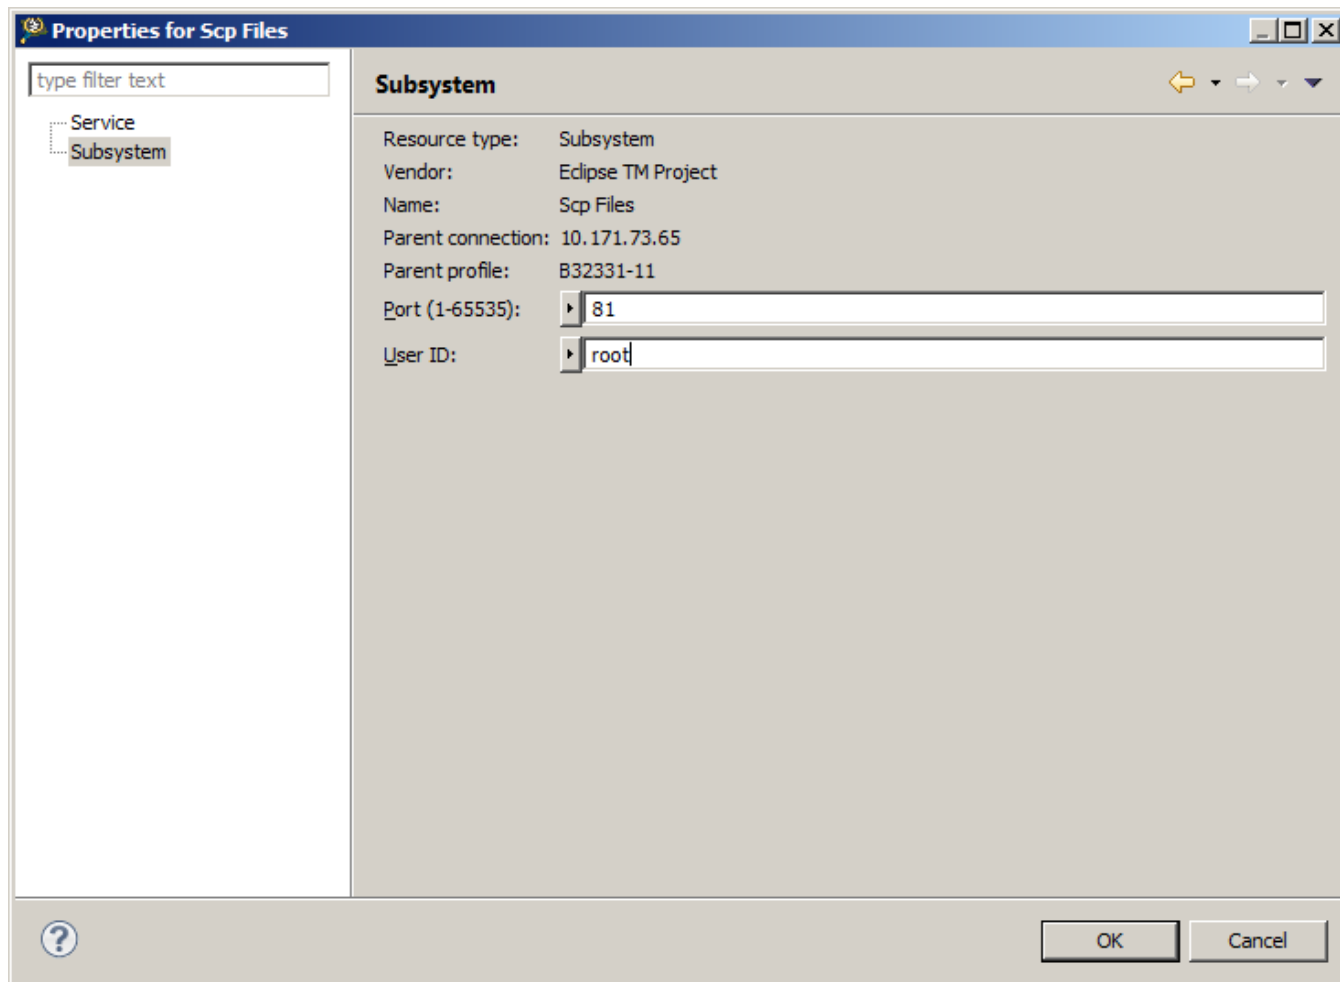 Properties for Scp Files
type filter text
Service
Subsystem
Subsystem
Resource type: Subsystem
Vendor: Eclipse TM Project
Name: Scp Files
Parent connection: 10.171.73.65
Parent profile: B32331-11
Port (1-65535): 81
User ID: root
?
OK Cancel